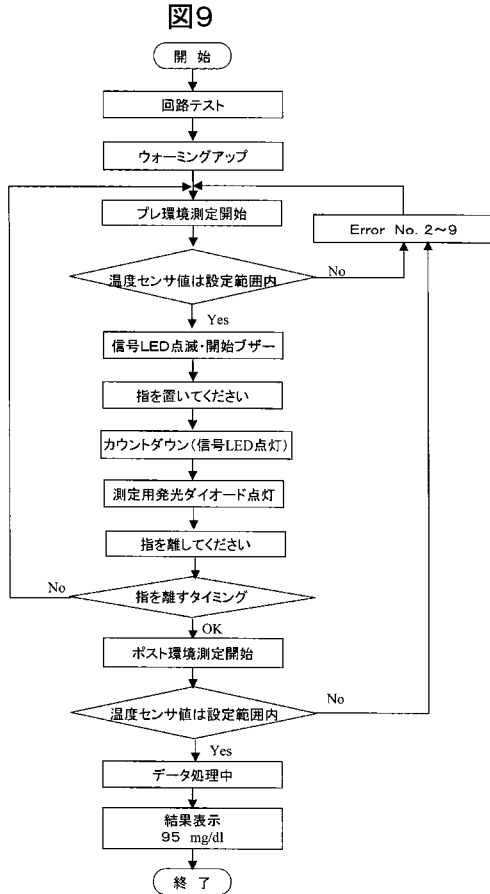 図9
開 始
回路テスト
ウォーミングアップ
プレ環境測定開始
Error No. 2～9
温度センサ値は設定範囲内
No
Yes
信号LED点滅・開始ブザー
指を置いてください
カウントダウン(信号LED点灯)
測定用発光ダイオード点灯
指を離してください
No
指を離すタイミング
OK
ポスト環境測定開始
温度センサ値は設定範囲内
No
Yes
データ処理中
結果表示
95 mg/dl
終 了